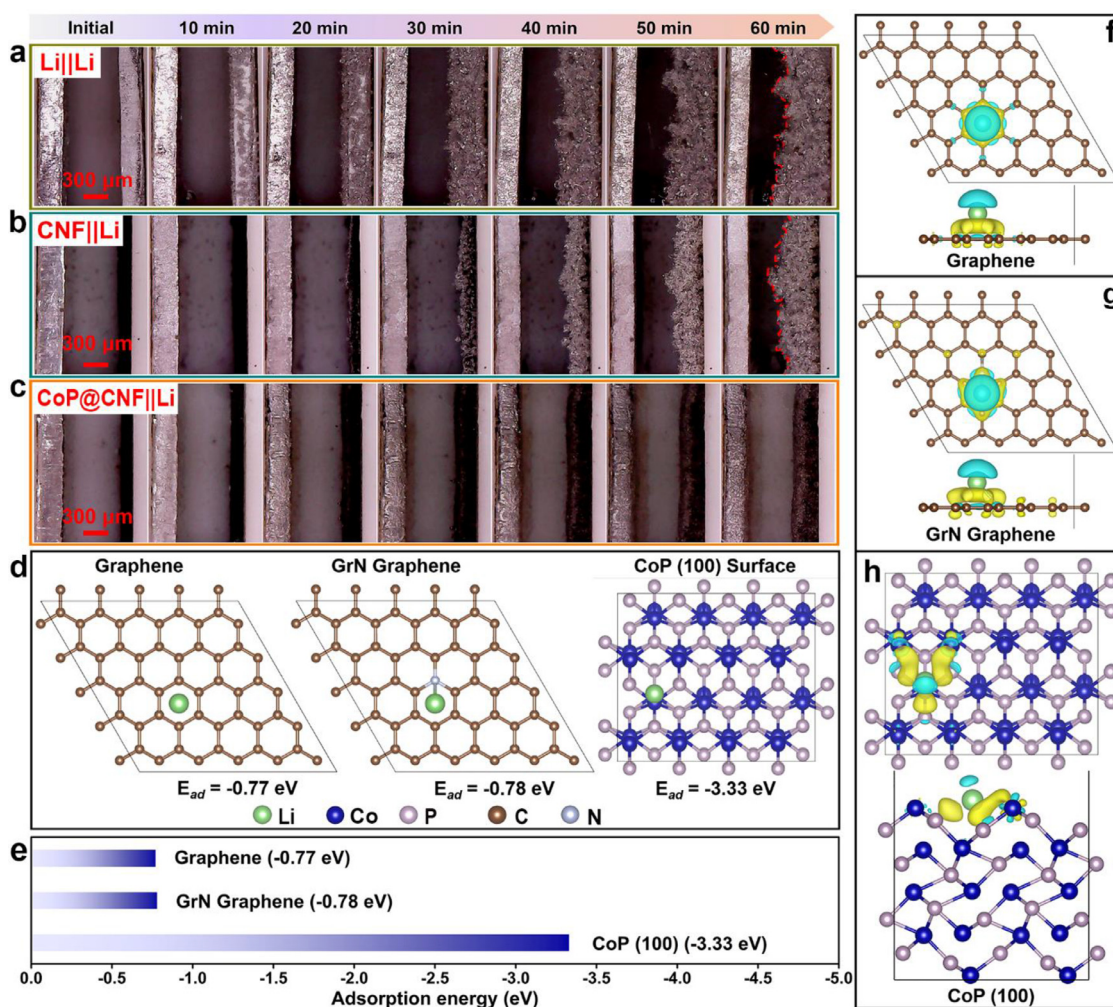 Initial 10 min 20 min 30 min 40 min 50 min 60 min
a
Li||Li
300 µm
b
CNF||Li
300 µm
c
CoP@CNF||Li
300 µm
d
Graphene GrN Graphene CoP (100) Surface
E_ad = -0.77 eV E_ad = -0.78 eV E_ad = -3.33 eV
Li Co P C N
e
Graphene (-0.77 eV)
GrN Graphene (-0.78 eV)
CoP (100) (-3.33 eV)
0.0 -0.5 -1.0 -1.5 -2.0 -2.5 -3.0 -3.5 -4.0 -4.5 -5.0
Adsorption energy (eV)
f
Graphene
g
GrN Graphene
h
CoP (100)